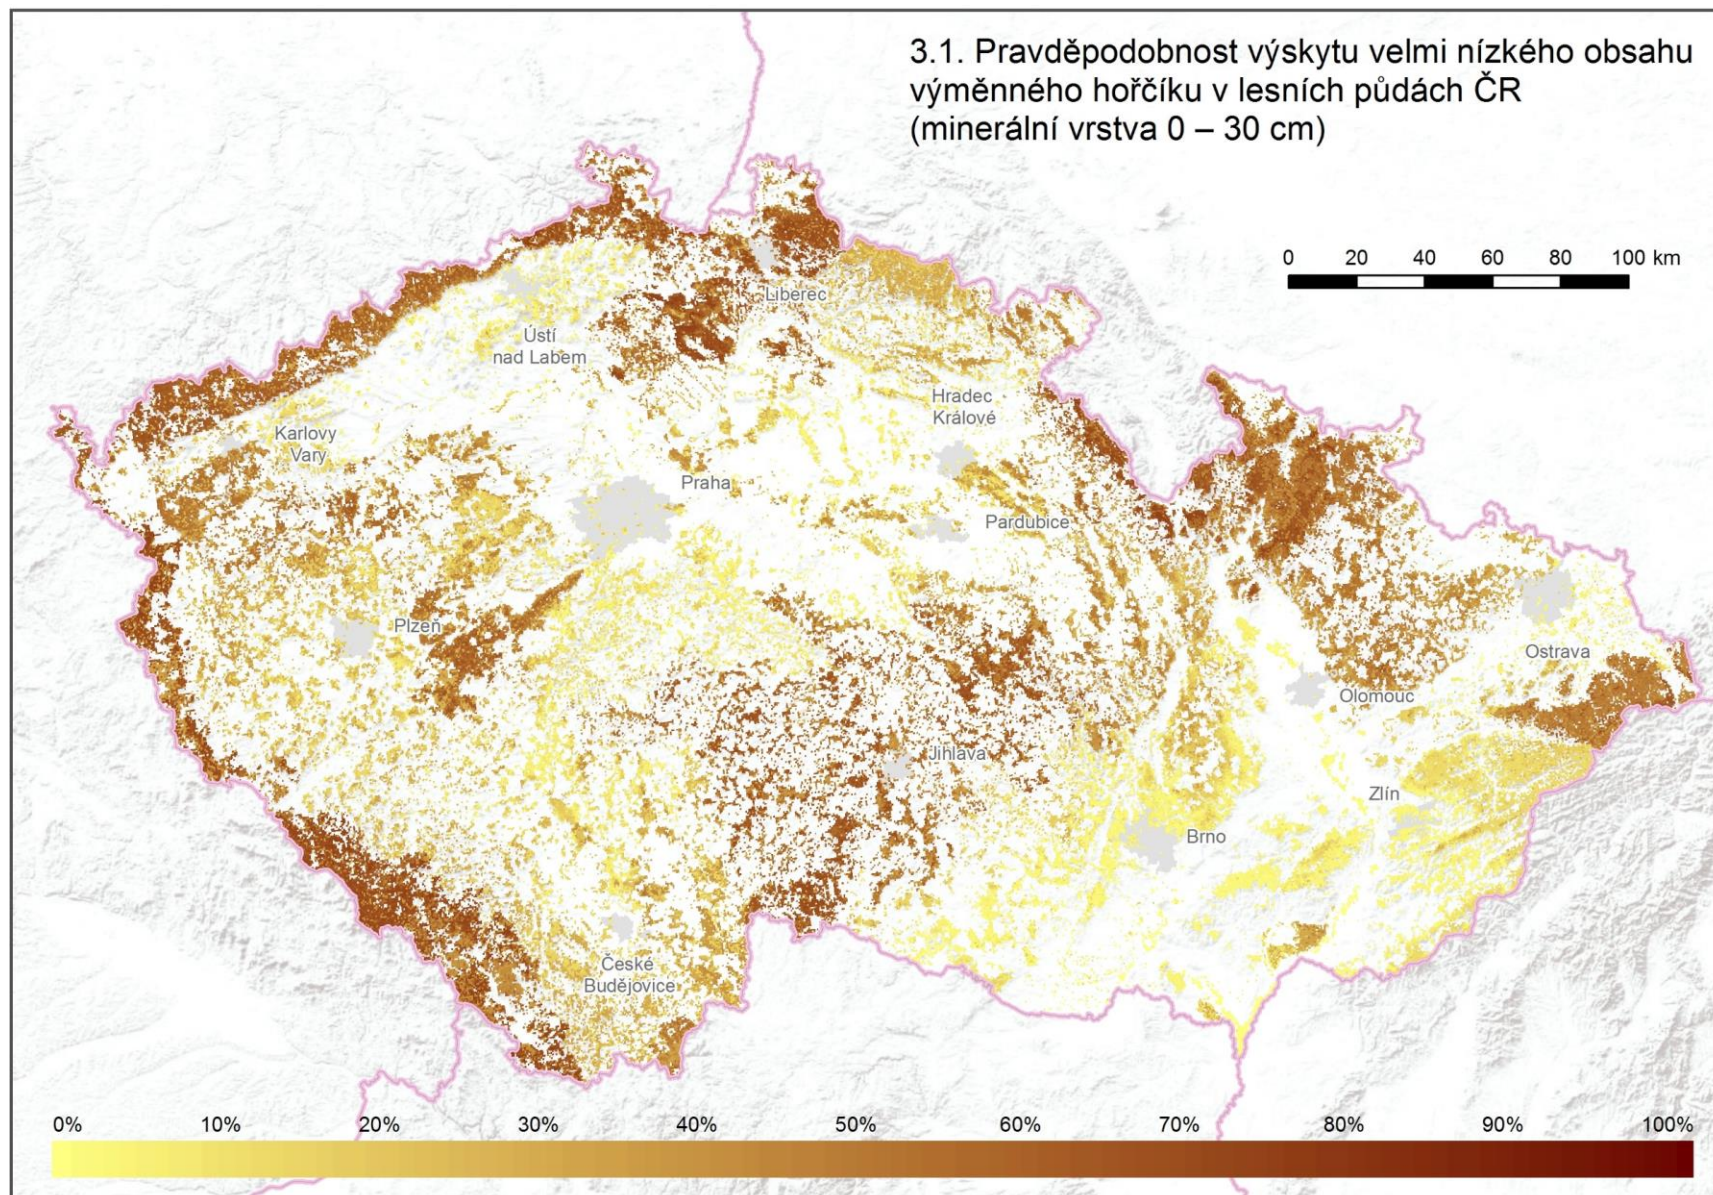 3.1. Pravděpodobnost výskytu velmi nízkého obsahu
výměnného hořčíku v lesních půdách ČR
(minerální vrstva 0 – 30 cm)
0 20 40 60 80 100 km
Liberec
Ústí
nad Labem
Hradec
Králové
Karlovy
Vary
Praha
Pardubice
Plzeň
Ostrava
Olomouc
Jihlava
Zlín
Brno
České
Budějovice
0% 10% 20% 30% 40% 50% 60% 70% 80% 90% 100%